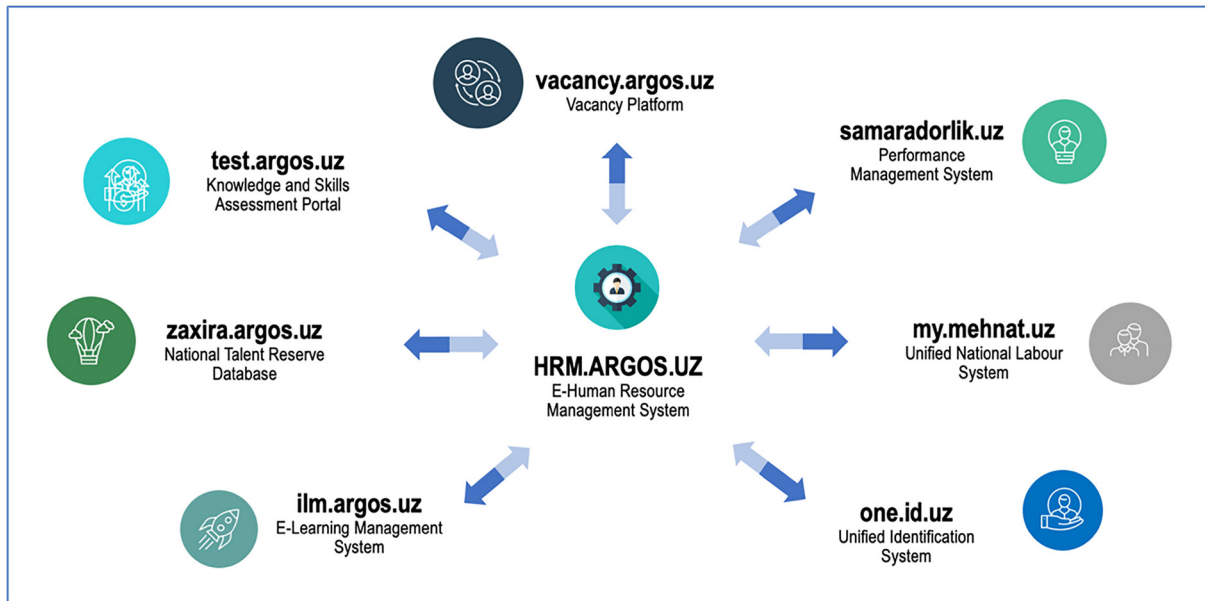 vacancy.argos.uz
Vacancy Platform
samaradorlik.uz
Performance
Management System
test.argos.uz
Knowledge and Skills
Assessment Portal
zaxira.argos.uz
National Talent Reserve
Database
HRM.ARGOS.UZ
E-Human Resource
Management System
my.mehnat.uz
Unified National Labour
System
ilm.argos.uz
E-Learning Management
System
one.id.uz
Unified Identification
System